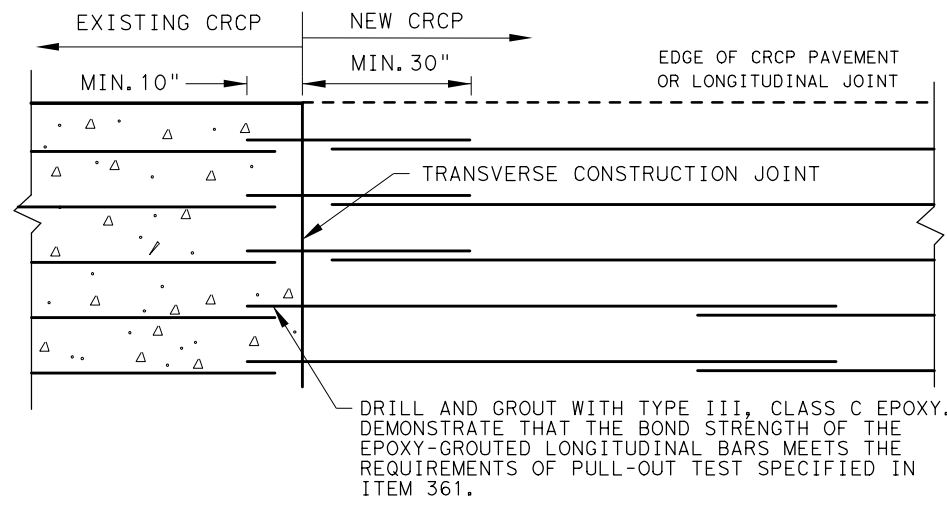 EXISTING CRCP
NEW CRCP
MIN. 10"
MIN. 30"
EDGE OF CRCP PAVEMENT
OR LONGITUDINAL JOINT
TRANSVERSE CONSTRUCTION JOINT
DRILL AND GROUT WITH TYPE III, CLASS C EPOXY.
DEMONSTRATE THAT THE BOND STRENGTH OF THE
EPOXY-GROUTED LONGITUDINAL BARS MEETS THE
REQUIREMENTS OF PULL-OUT TEST SPECIFIED IN
ITEM 361.